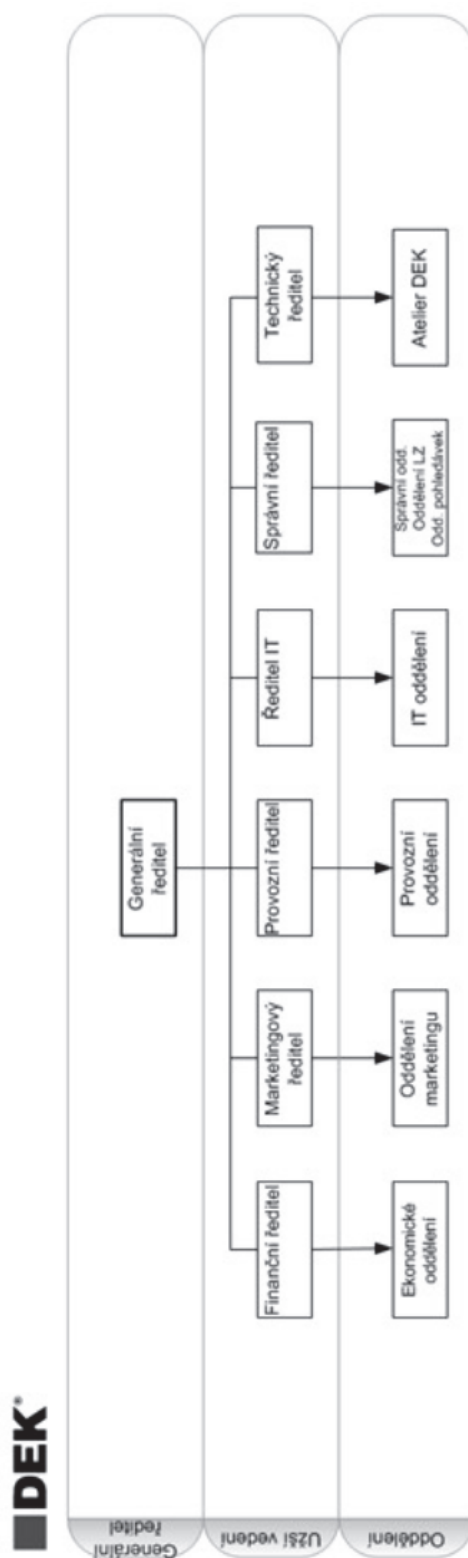 DEK®
Generální
ředitel
Generální
ředitel
Užší vedení
Finanční ředitel
Marketingový
ředitel
Provozní ředitel
Ředitel IT
Správní ředitel
Technický
ředitel
Oddělení
Ekonomické
oddělení
Oddělení
marketingu
Provozní
oddělení
IT oddělení
Správní odd.
Oddělení LZ
Odd. pohledávek
Atelier DEK